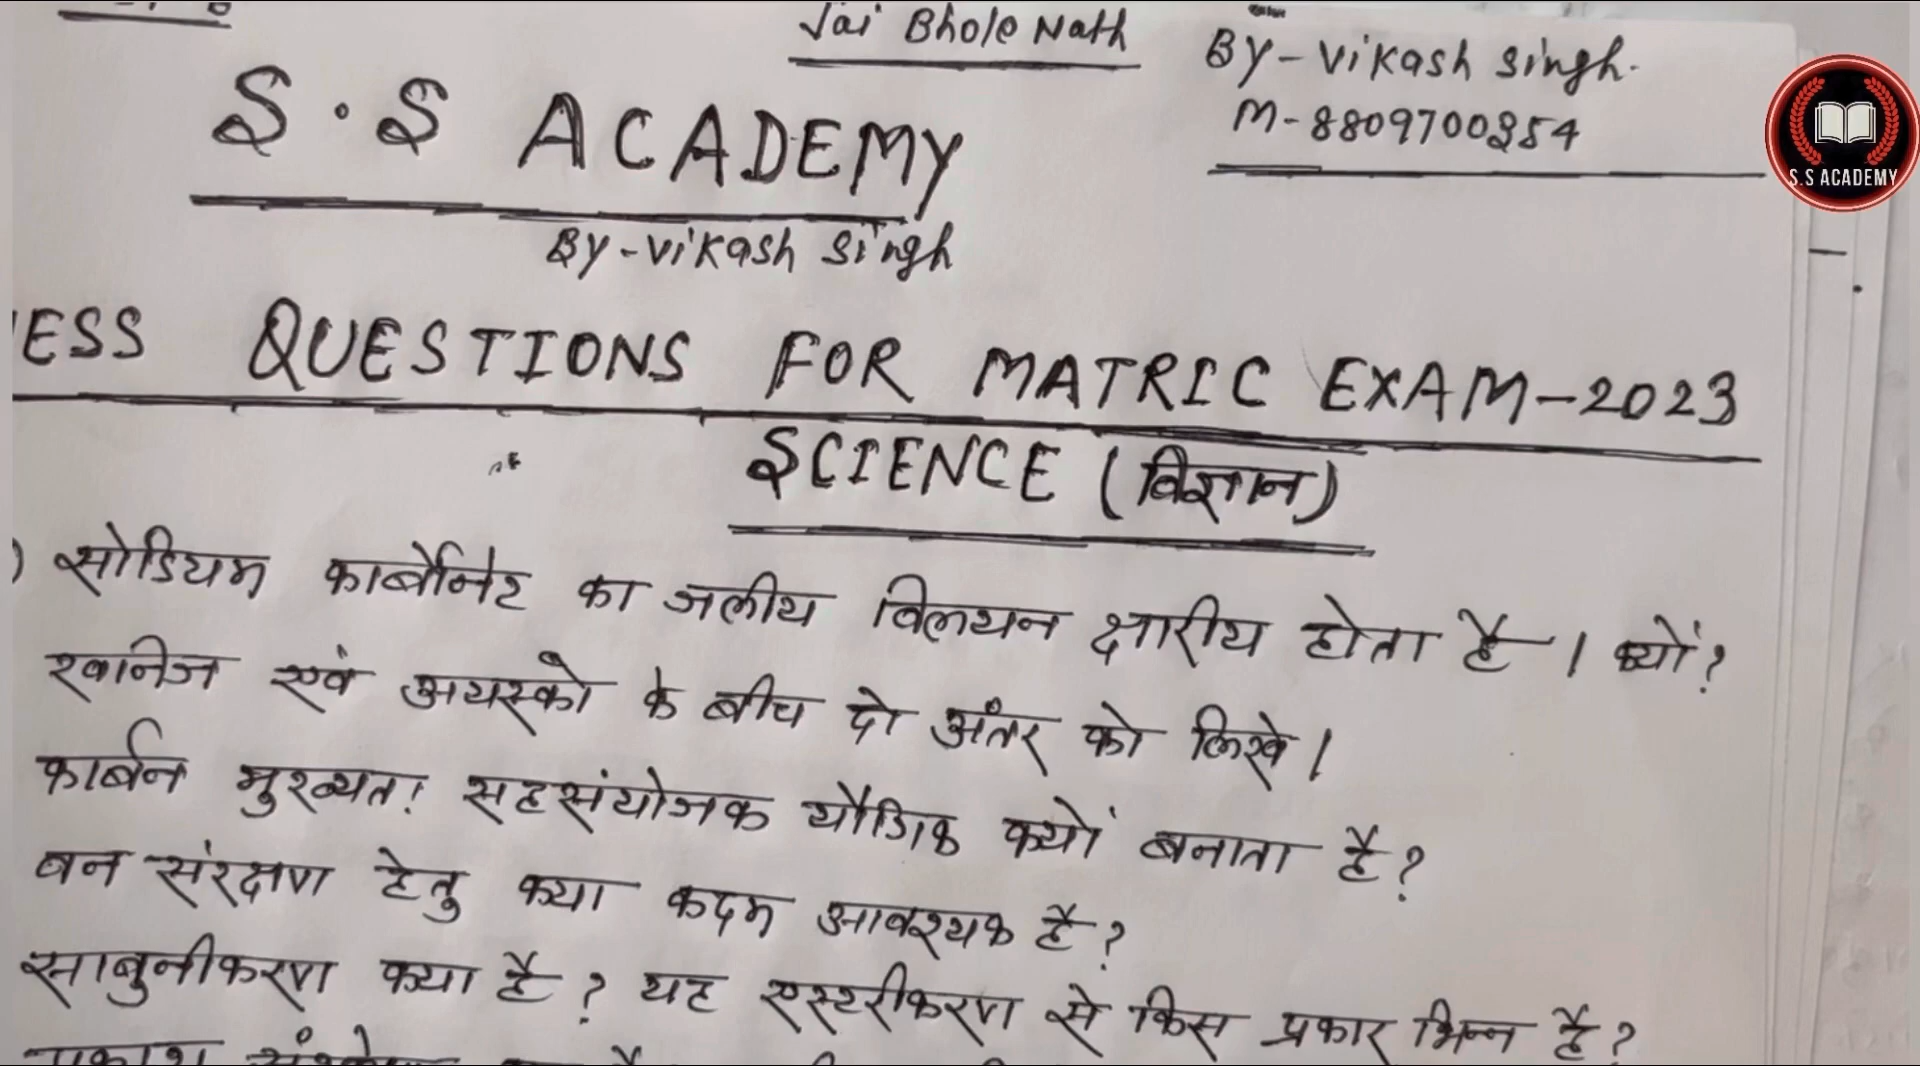 Jai Bhole Nath
By - Vikash Singh.
M - 8809700354
S.S ACADEMY
S.S ACADEMY
By - Vikash Singh
ESS QUESTIONS FOR MATRIC EXAM - 2023
SCIENCE (विज्ञान)
) सोडियम कार्बोनेट का जलीय विलयन क्षारीय होता है। क्यों?
खनिज एवं अयस्को के बीच दो अंतर को लिखे।
कार्बन मुख्यत: सहसंयोजक यौगिक क्यों बनाता है?
वन संरक्षण हेतु क्या कदम आवश्यक है?
साबुनीकरण क्या है? यह एस्टरीकरण से किस प्रकार भिन्न है?